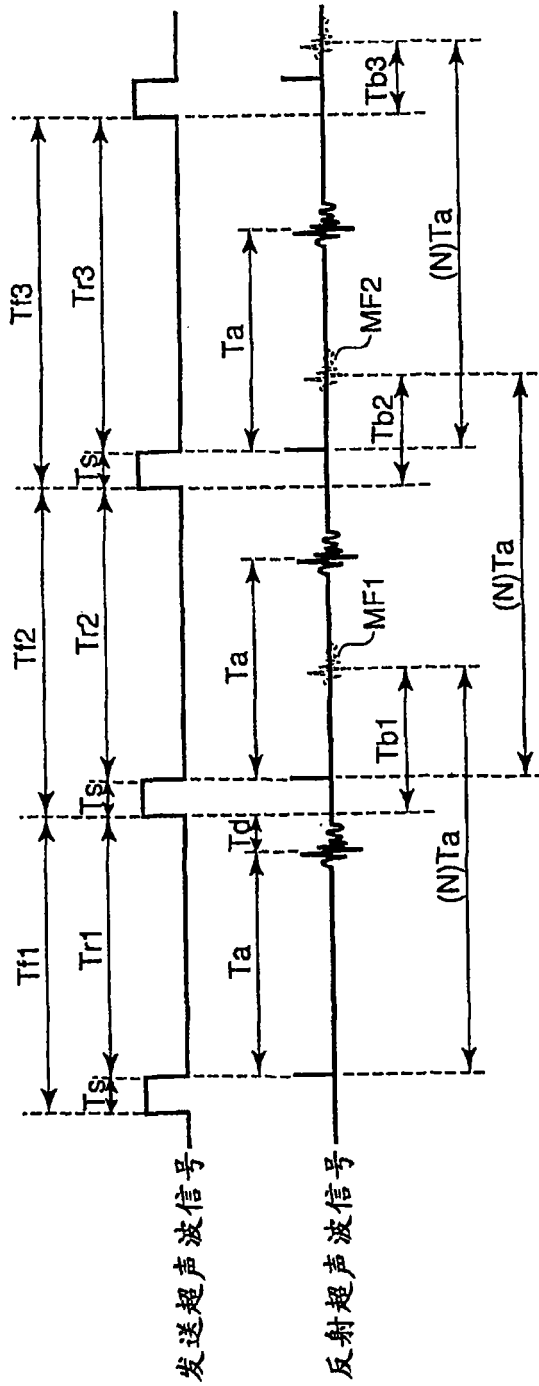 Tf1
Tf2
Tf3
Ts
Tr1
Ts
Tr2
Ts
Tr3
发送超声波信号
Ta
Td
Ta
Ta
反射超声波信号
MF1
MF2
Tb1
Tb2
Tb3
(N)Ta
(N)Ta
(N)Ta